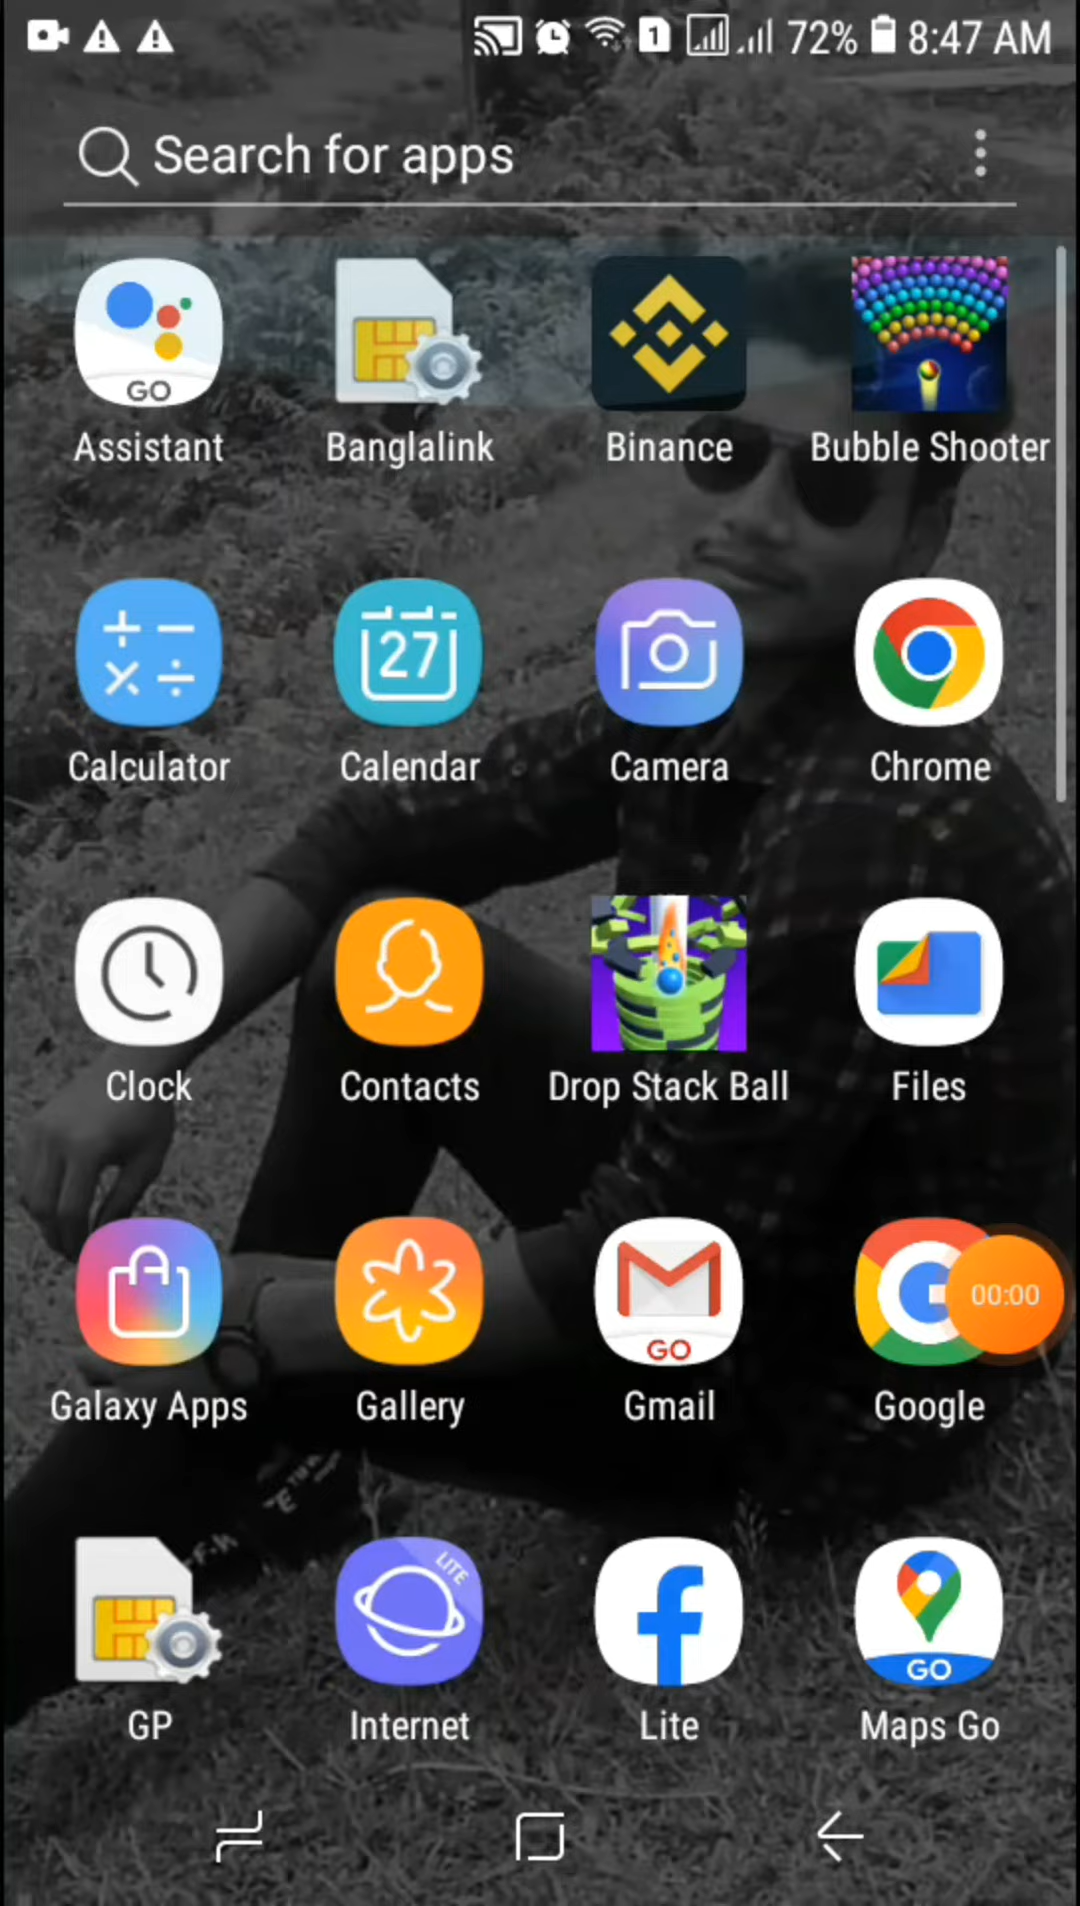 1 72% 8:47 AM
Search for apps
GO
Assistant Banglalink Binance Bubble Shooter
27
Calculator Calendar Camera Chrome
Clock Contacts Drop Stack Ball Files
GO 00:00
Galaxy Apps Gallery Gmail Google
LITE
GO
GP Internet Lite Maps Go